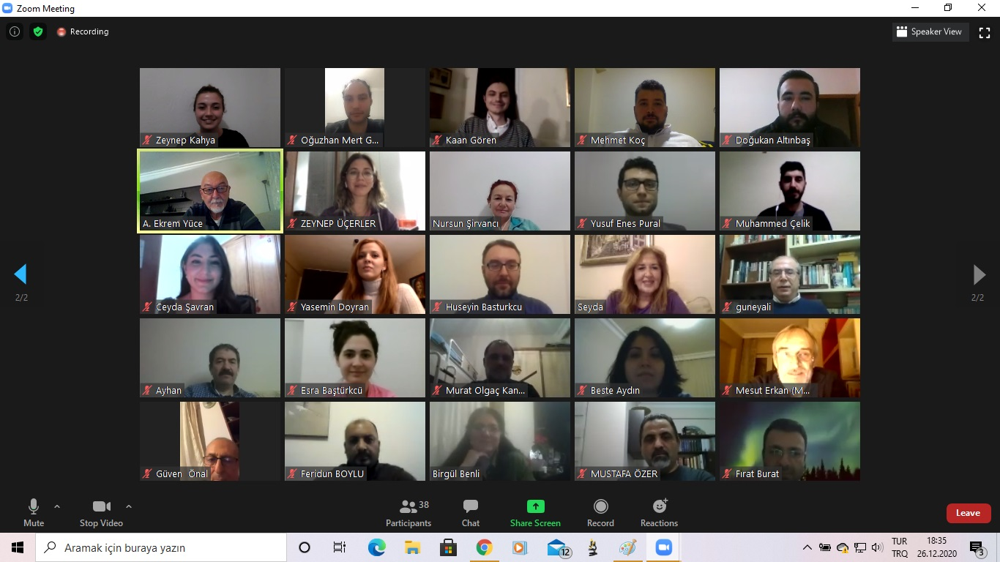 Zoom Meeting
Recording
Speaker View
Zeynep Kahya
Oğuzhan Mert G...
Kaan Gören
Mehmet Koç
Doğukan Altınbaş
A. Ekrem Yüce
ZEYNEP ÜÇERLER
Nursun Şirvancı
Yusuf Enes Pural
Muhammed Çelik
2/2
2/2
Ceyda Şavran
Yasemin Doyran
Huseyin Basturkcu
Seyda
guneyali
Ayhan
Esra Baştürkcü
Murat Olgaç Kan...
Beste Aydın
Mesut Erkan (M...
Güven Önal
Feridun BOYLU
Birgül Benli
MUSTAFA ÖZER
Fırat Burat
38
Mute
Stop Video
Participants
Chat
Share Screen
Record
Reactions
Leave
Aramak için buraya yazın
12
TUR
TRQ
18:35
26.12.2020
3